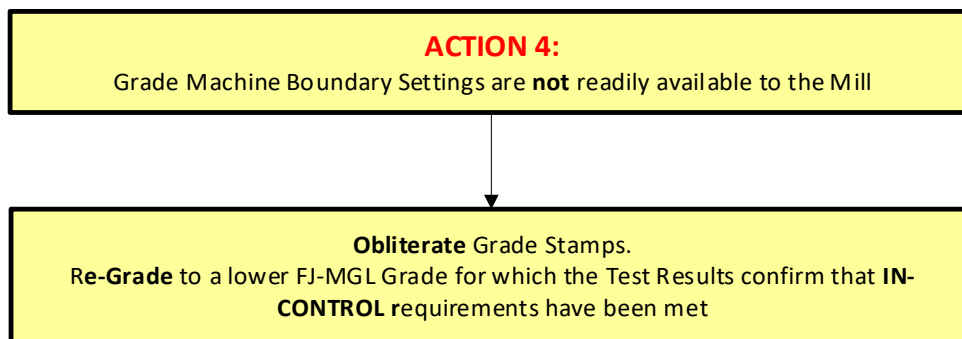 ACTION 4:
Grade Machine Boundary Settings are not readily available to the Mill
Obliterate Grade Stamps.
Re-Grade to a lower FJ-MGL Grade for which the Test Results confirm that IN-
CONTROL requirements have been met